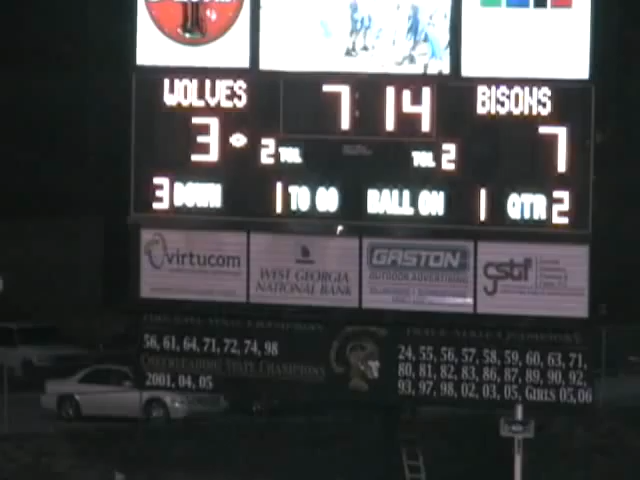 WOLVES 7:14 BISONS
3 7
2 TOL TOL 2
3 DOWN 1 TO GO BALL ON 1 QTR 2
virtucom
WEST GEORGIA
NATIONAL BANK
GASTON
OUTDOOR ADVERTISING
gstf
58, 61, 64, 71, 72, 74, 98
CHEERLEADING STATE CHAMPIONS
2001, 04, 05
24, 55, 56, 57, 58, 59, 60, 63, 71,
80, 81, 82, 83, 86, 87, 89, 90, 92,
93, 97, 98, 02, 03, 05, GIRLS 05,06